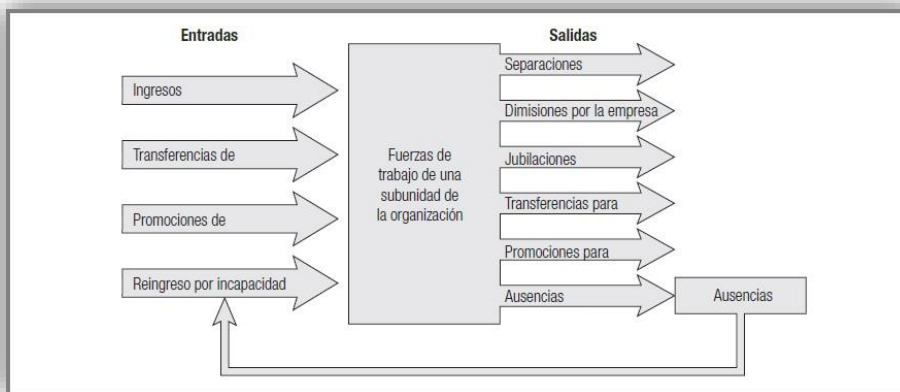 Entradas
Ingresos
Transferencias de
Promociones de
Reingreso por incapacidad
Fuerzas de
trabajo de una
subunidad de
la organización
Salidas
Separaciones
Dimisiones por la empresa
Jubilaciones
Transferencias para
Promociones para
Ausencias
Ausencias